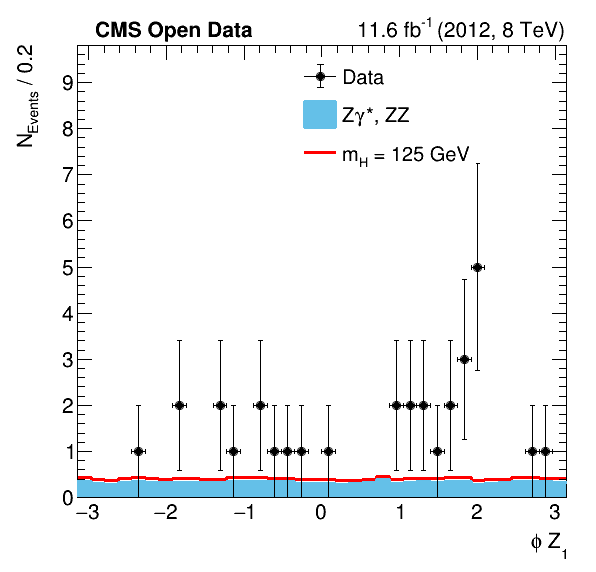 CMS Open Data 11.6 fb⁻¹ (2012, 8 TeV)
N_Events / 0.2
Data
Zγ*, ZZ
m_H = 125 GeV
9
8
7
6
5
4
3
2
1
0
−3 −2 −1 0 1 2 3
ϕ Z₁